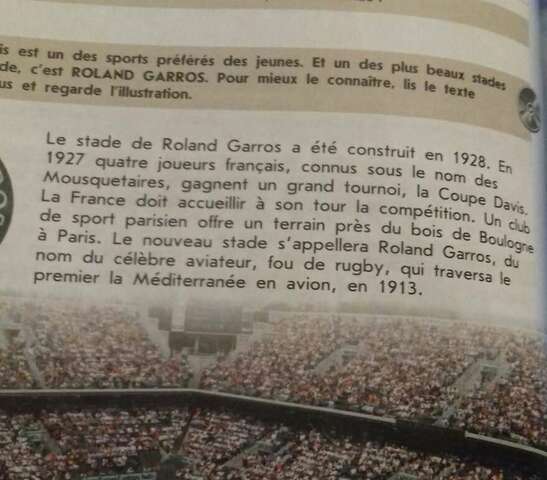 is est un des sports préférés des jeunes. Et un des plus beaux stades
de, c'est ROLAND GARROS. Pour mieux le connaître, lis le texte
us et regarde l'illustration.
Le stade de Roland Garros a été construit en 1928. En
1927 quatre joueurs français, connus sous le nom des
Mousquetaires, gagnent un grand tournoi, la Coupe Davis.
La France doit accueillir à son tour la compétition. Un club
de sport parisien offre un terrain près du bois de Boulogne
à Paris. Le nouveau stade s'appellera Roland Garros, du
nom du célèbre aviateur, fou de rugby, qui traversa le
premier la Méditerranée en avion, en 1913.